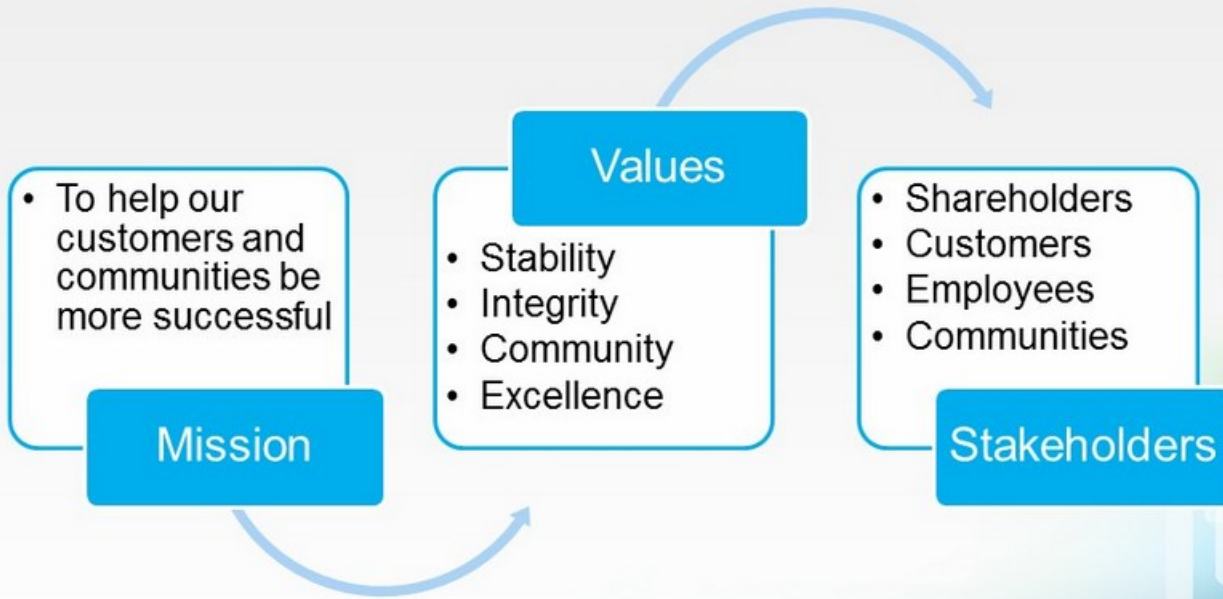 • To help our
customers and
communities be
more successful
Mission
Values
• Stability
• Integrity
• Community
• Excellence
• Shareholders
• Customers
• Employees
• Communities
Stakeholders